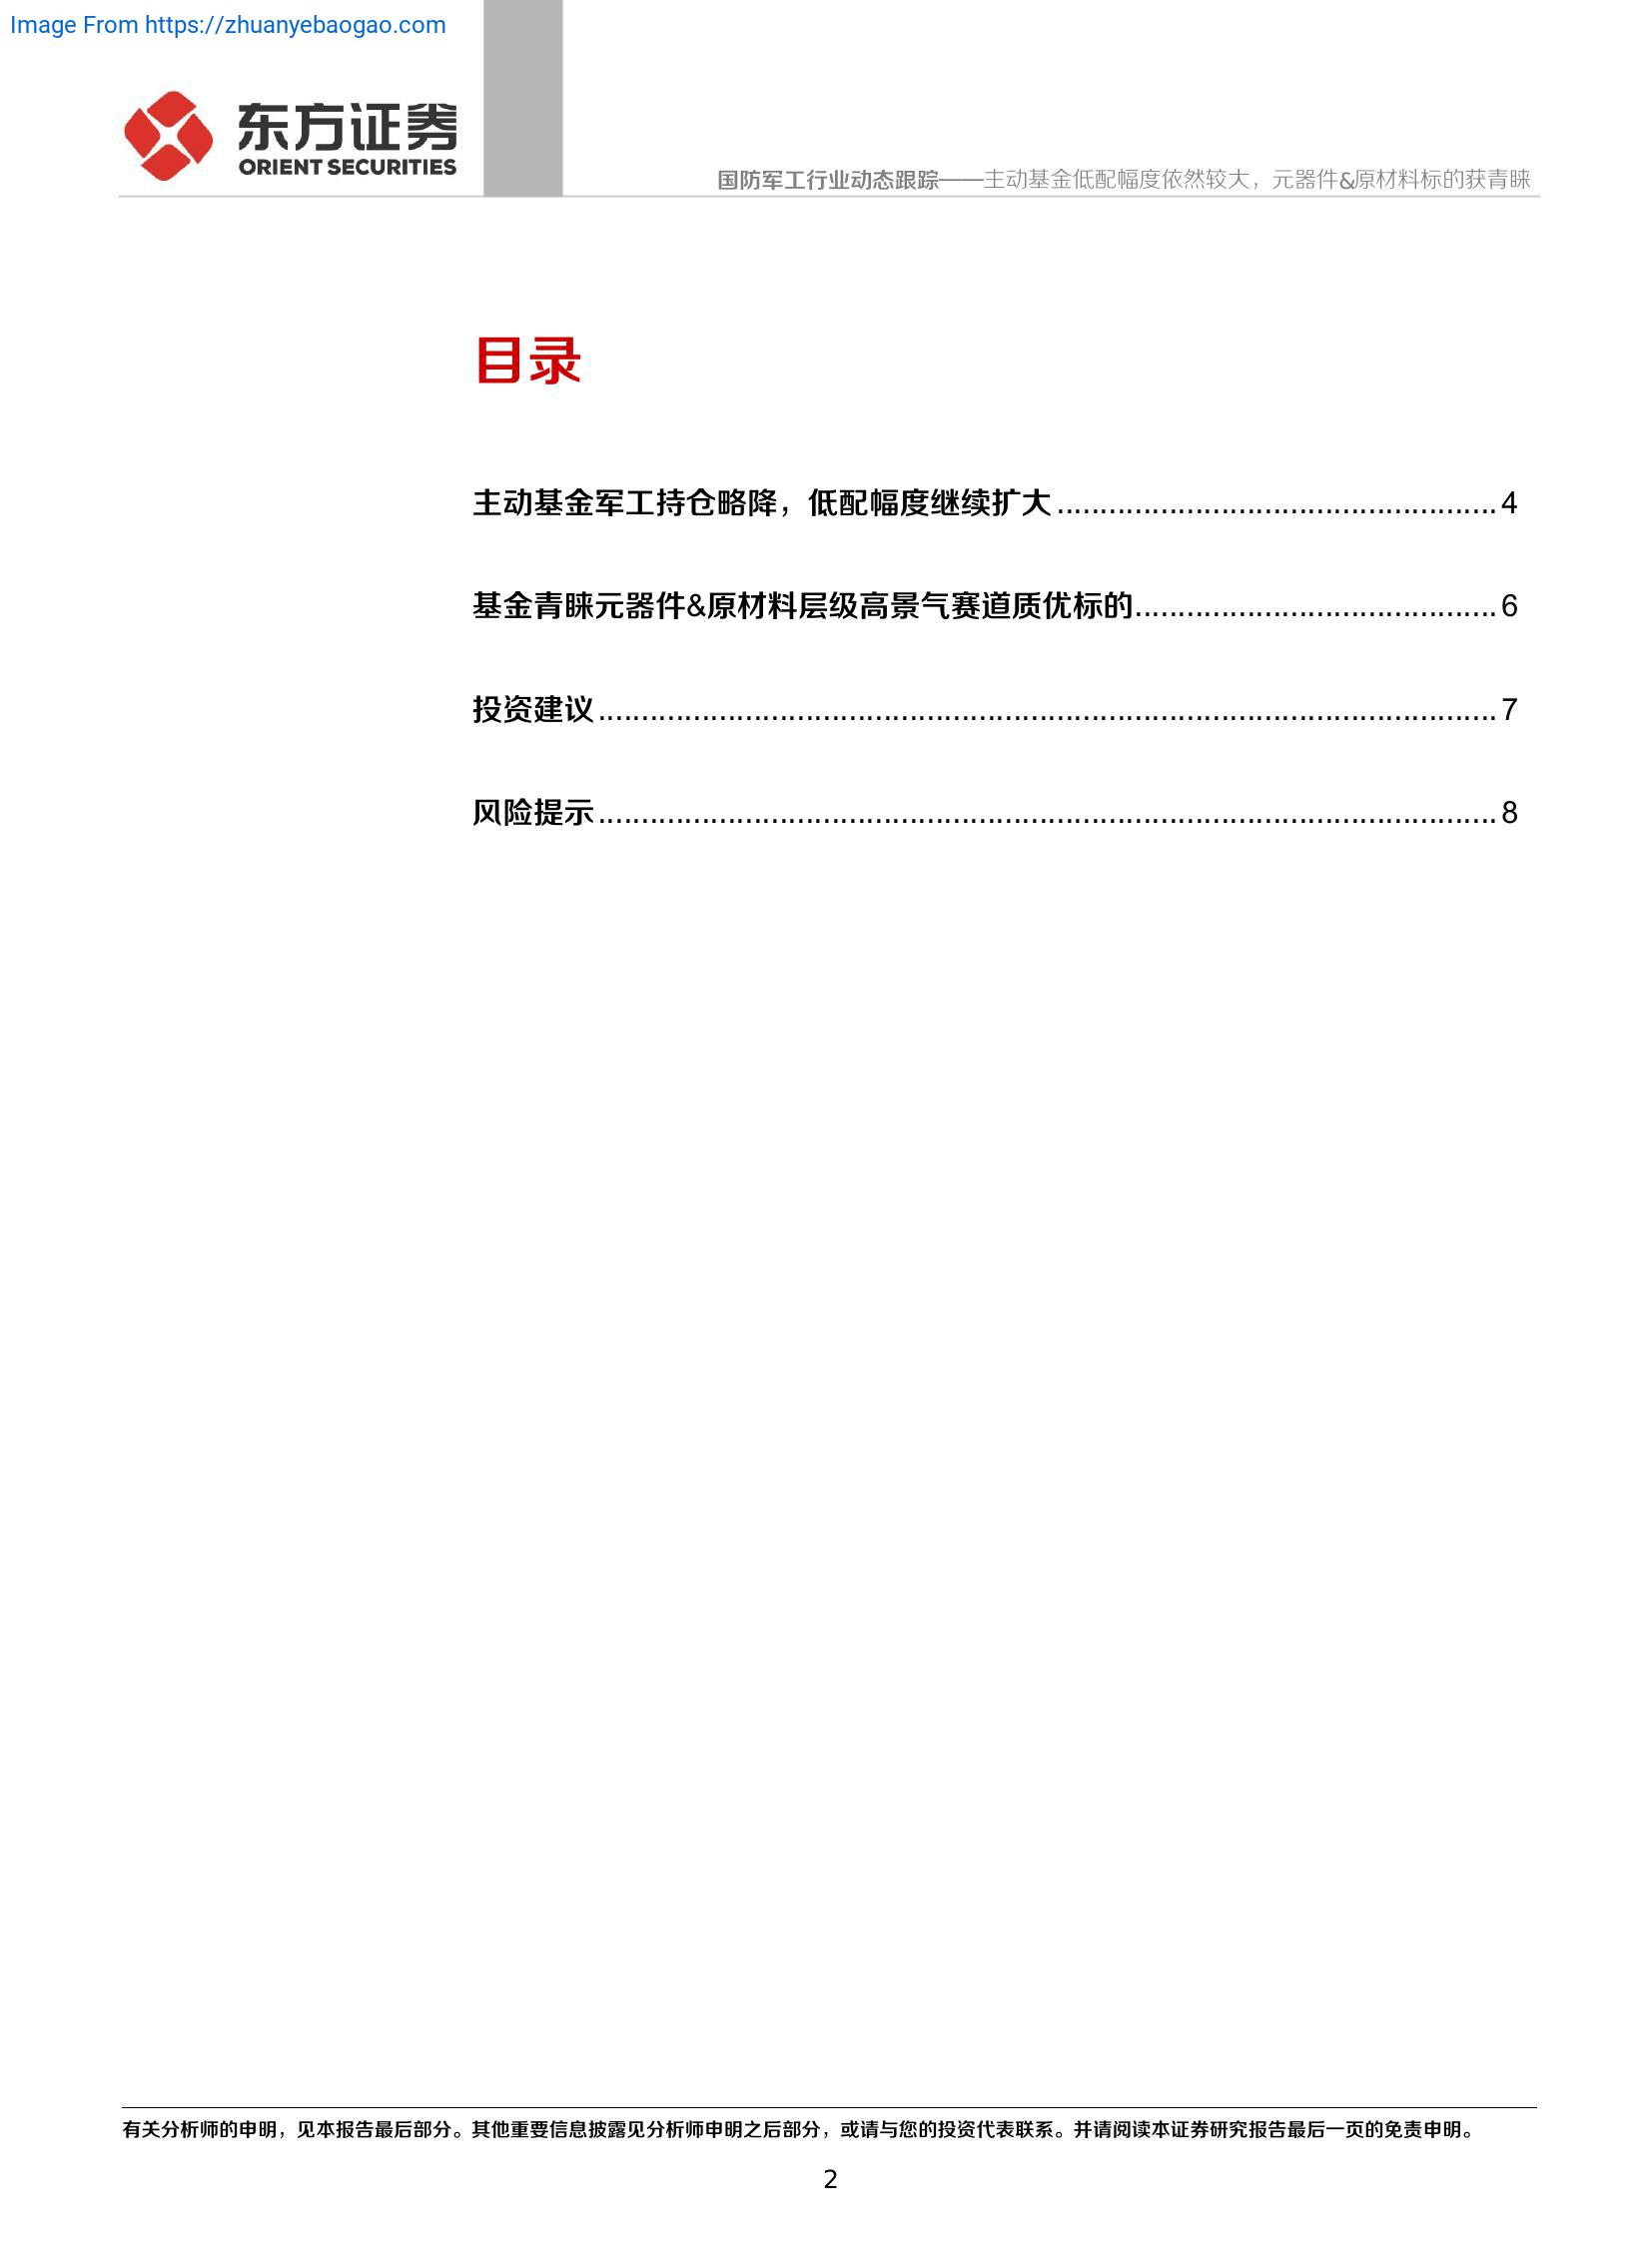 Image From https://zhuanyebaogao.com
东方证券
ORIENT SECURITIES
国防军工行业动态跟踪——主动基金低配幅度依然较大，元器件&原材料标的获青睐
目录
主动基金军工持仓略降，低配幅度继续扩大...................................................4
基金青睐元器件&原材料层级高景气赛道质优标的..........................................6
投资建议........................................................................................................7
风险提示........................................................................................................8
有关分析师的申明，见本报告最后部分。其他重要信息披露见分析师申明之后部分，或请与您的投资代表联系。并请阅读本证券研究报告最后一页的免责申明。
2